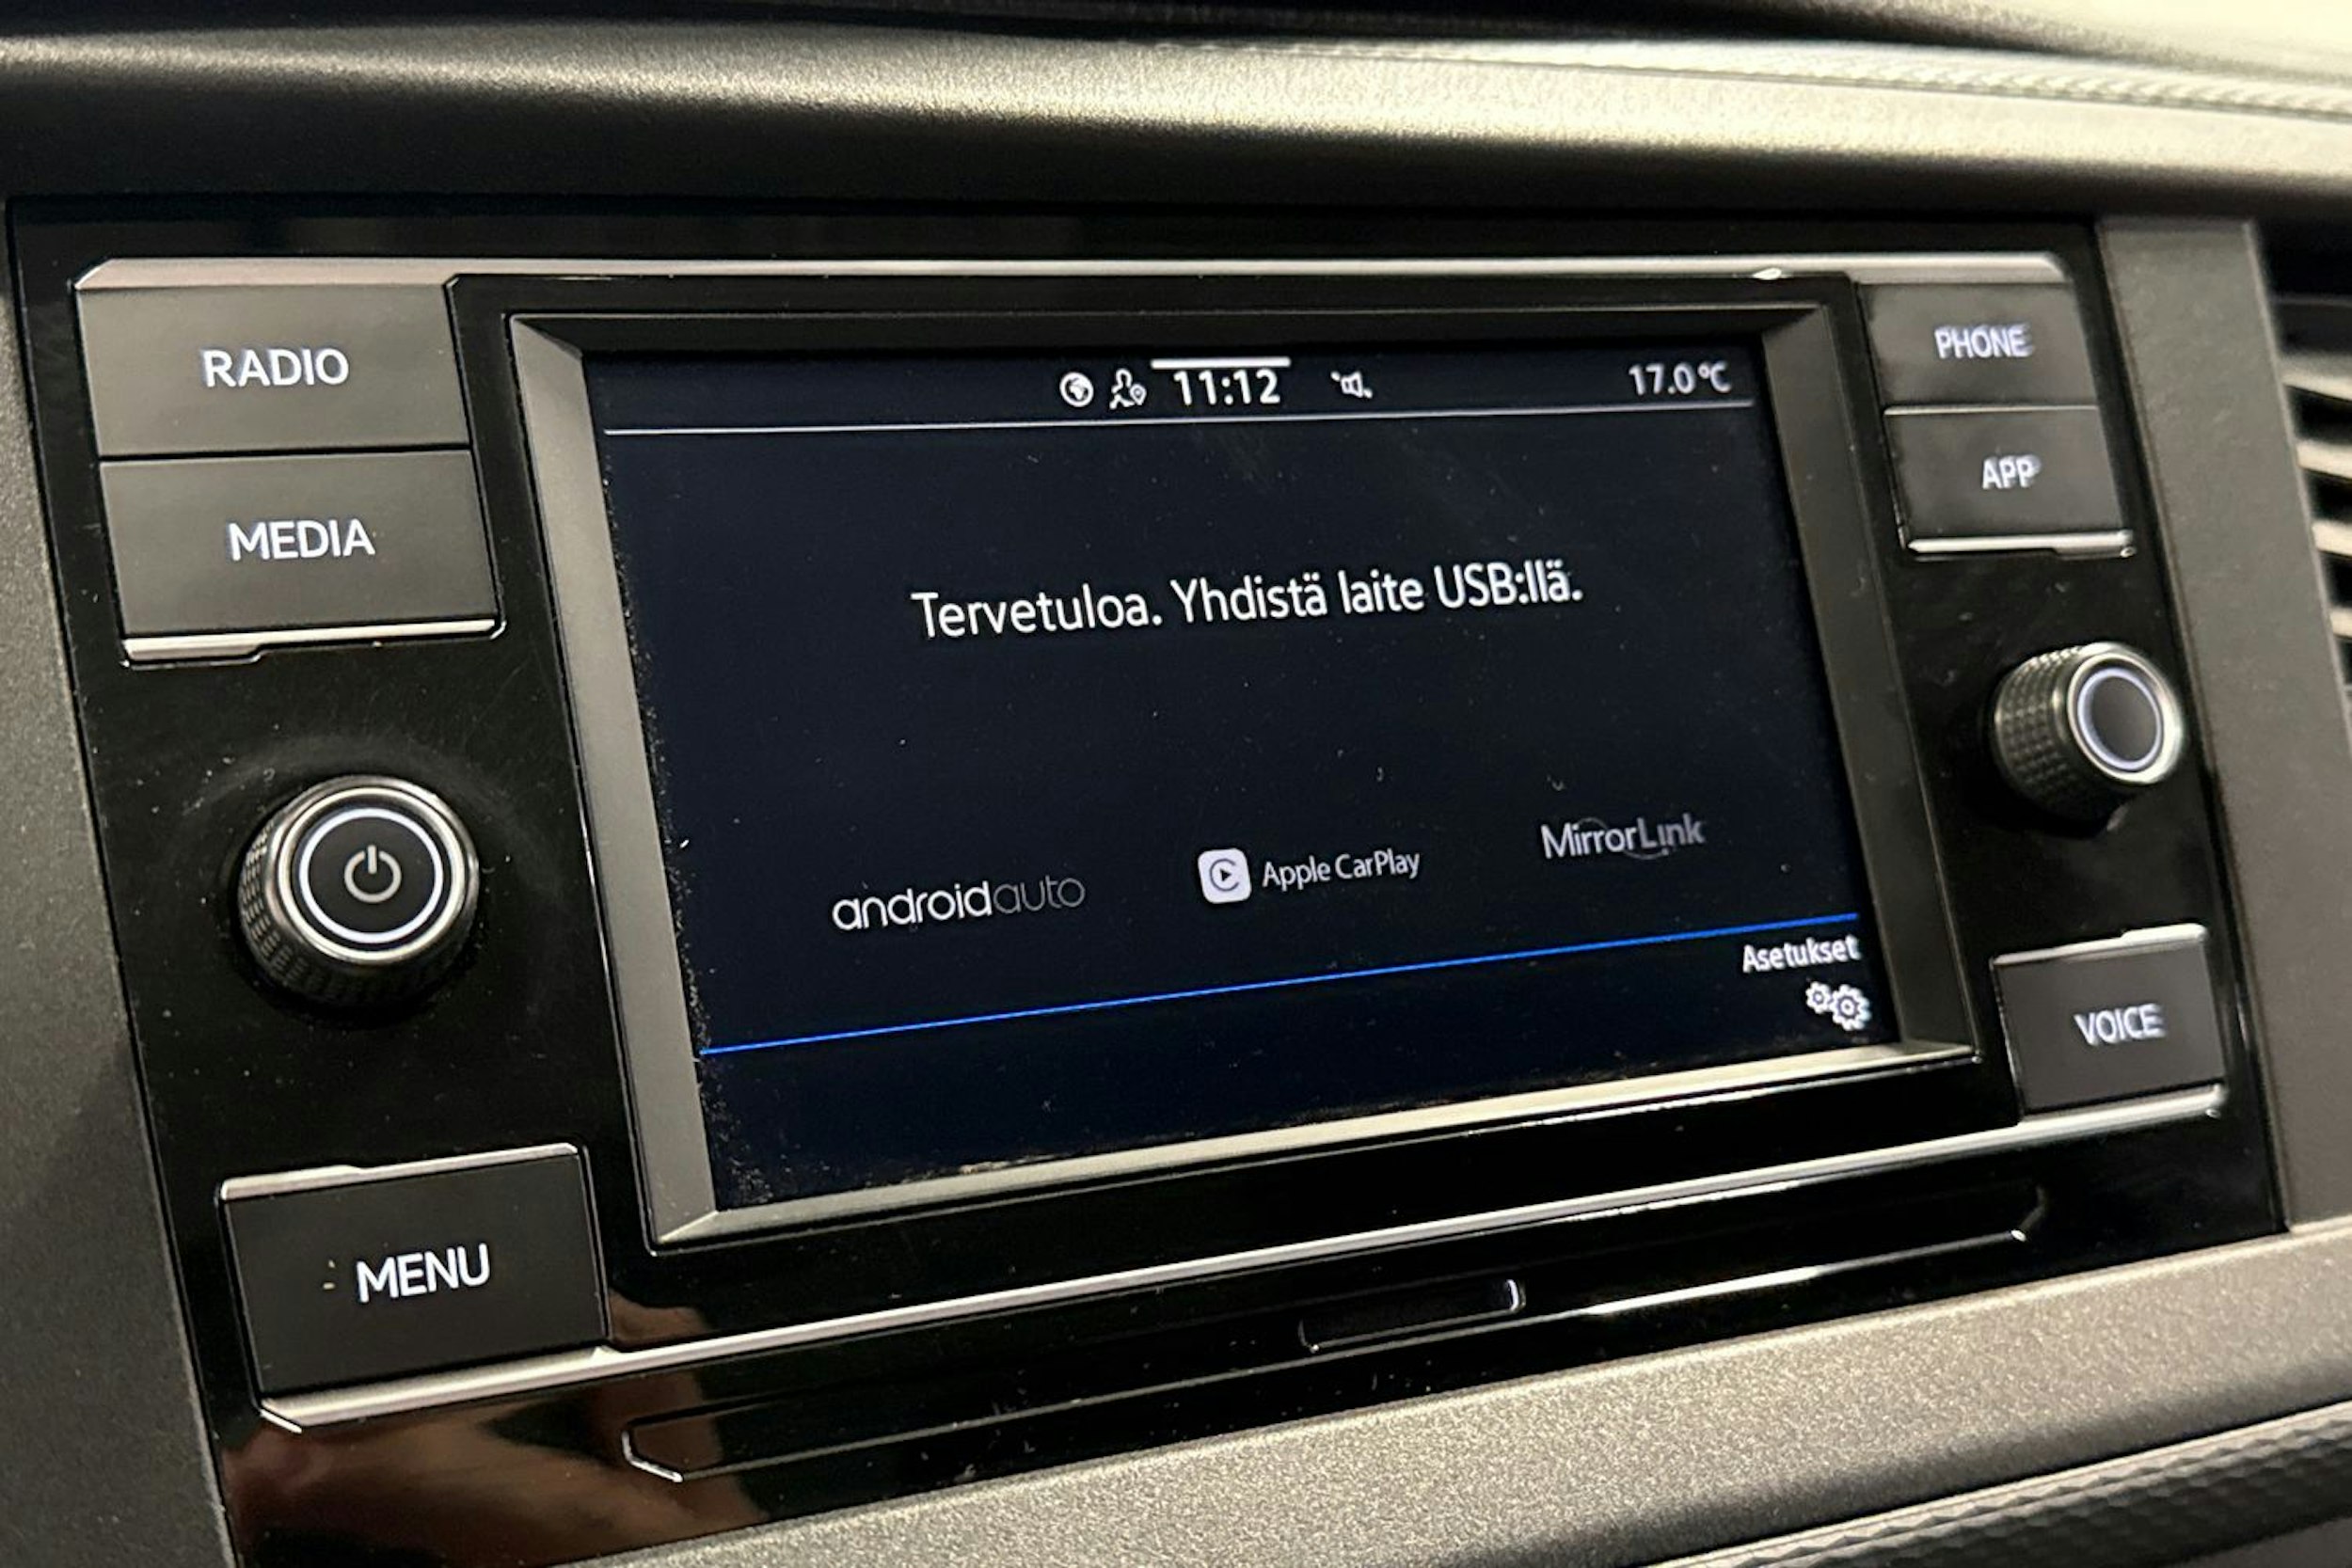 RADIO
MEDIA
MENU
11:12
17.0 °C
Tervetuloa. Yhdistä laite USB:llä.
androidauto
Apple CarPlay
MirrorLink
Asetukset
PHONE
APP
VOICE